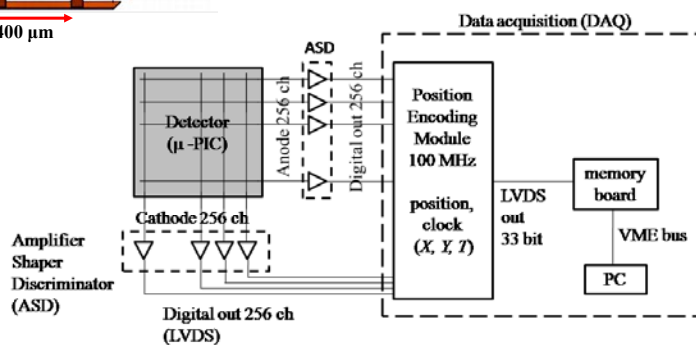 400 μm
Data acquisition (DAQ)
ASD
Detector
(μ -PIC)
Anode 256 ch
Digital out 256 ch
Position
Encoding
Module
100 MHz
position,
clock
(X, Y, T)
LVDS
out
33 bit
memory
board
VME bus
PC
Cathode 256 ch
Amplifier
Shaper
Discriminator
(ASD)
Digital out 256 ch
(LVDS)